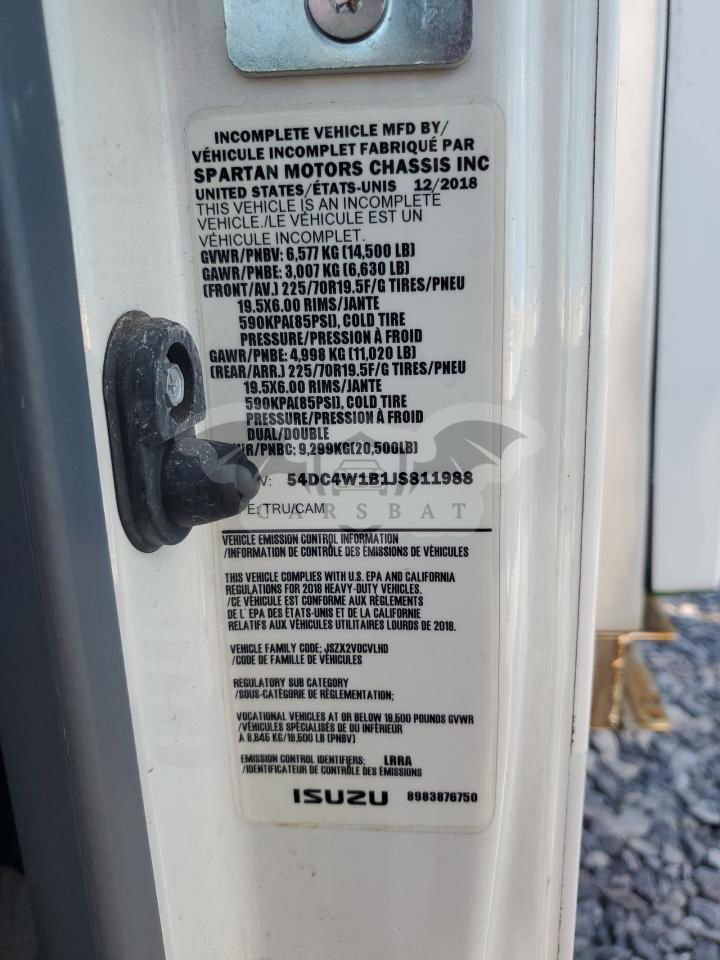 INCOMPLETE VEHICLE MFD BY/
VÉHICULE INCOMPLET FABRIQUÉ PAR
SPARTAN MOTORS CHASSIS INC
UNITED STATES/ÉTATS-UNIS 12/2018
THIS VEHICLE IS AN INCOMPLETE
VEHICLE./LE VÉHICULE EST UN
VÉHICULE INCOMPLET.
GVWR/PNBV: 6,577 KG (14,500 LB)
GAWR/PNBE: 3,007 KG (6,630 LB)
(FRONT/AV.) 225/70R19.5F/G TIRES/PNEU
19.5X6.00 RIMS/JANTE
590KPA(85PSI), COLD TIRE
PRESSURE/PRESSION À FROID
GAWR/PNBE: 4,998 KG (11,020 LB)
(REAR/ARR.) 225/70R19.5F/G TIRES/PNEU
19.5X6.00 RIMS/JANTE
590KPA(85PSI), COLD TIRE
PRESSURE/PRESSION À FROID
DUAL/DOUBLE
R/PNBC: 9,299KG(20,500LB)
V: 54DC4W1B1JS811988
E: TRU/CAM
CARSBAT
VEHICLE EMISSION CONTROL INFORMATION
/INFORMATION DE CONTRÔLE DES ÉMISSIONS DE VÉHICULES
THIS VEHICLE COMPLIES WITH U.S. EPA AND CALIFORNIA
REGULATIONS FOR 2018 HEAVY-DUTY VEHICLES.
/CE VÉHICULE EST CONFORME AUX RÈGLEMENTS
DE L' EPA DES ÉTATS-UNIS ET DE LA CALIFORNIE
RELATIFS AUX VÉHICULES UTILITAIRES LOURDS DE 2018.
VEHICLE FAMILY CODE: JSZX2VOCVLHD
/CODE DE FAMILLE DE VÉHICULES
REGULATORY SUB CATEGORY
/SOUS-CATÉGORIE DE RÉGLEMENTATION;
VOCATIONAL VEHICLES AT OR BELOW 19,500 POUNDS GVWR
/VÉHICULES SPÉCIALISÉS DE OU INFÉRIEUR
À 8,845 KG/19,500 LB (PNBV)
EMISSION CONTROL IDENTIFIERS; LRRA
/IDENTIFICATEUR DE CONTRÔLE DES ÉMISSIONS
ISUZU 8983876750